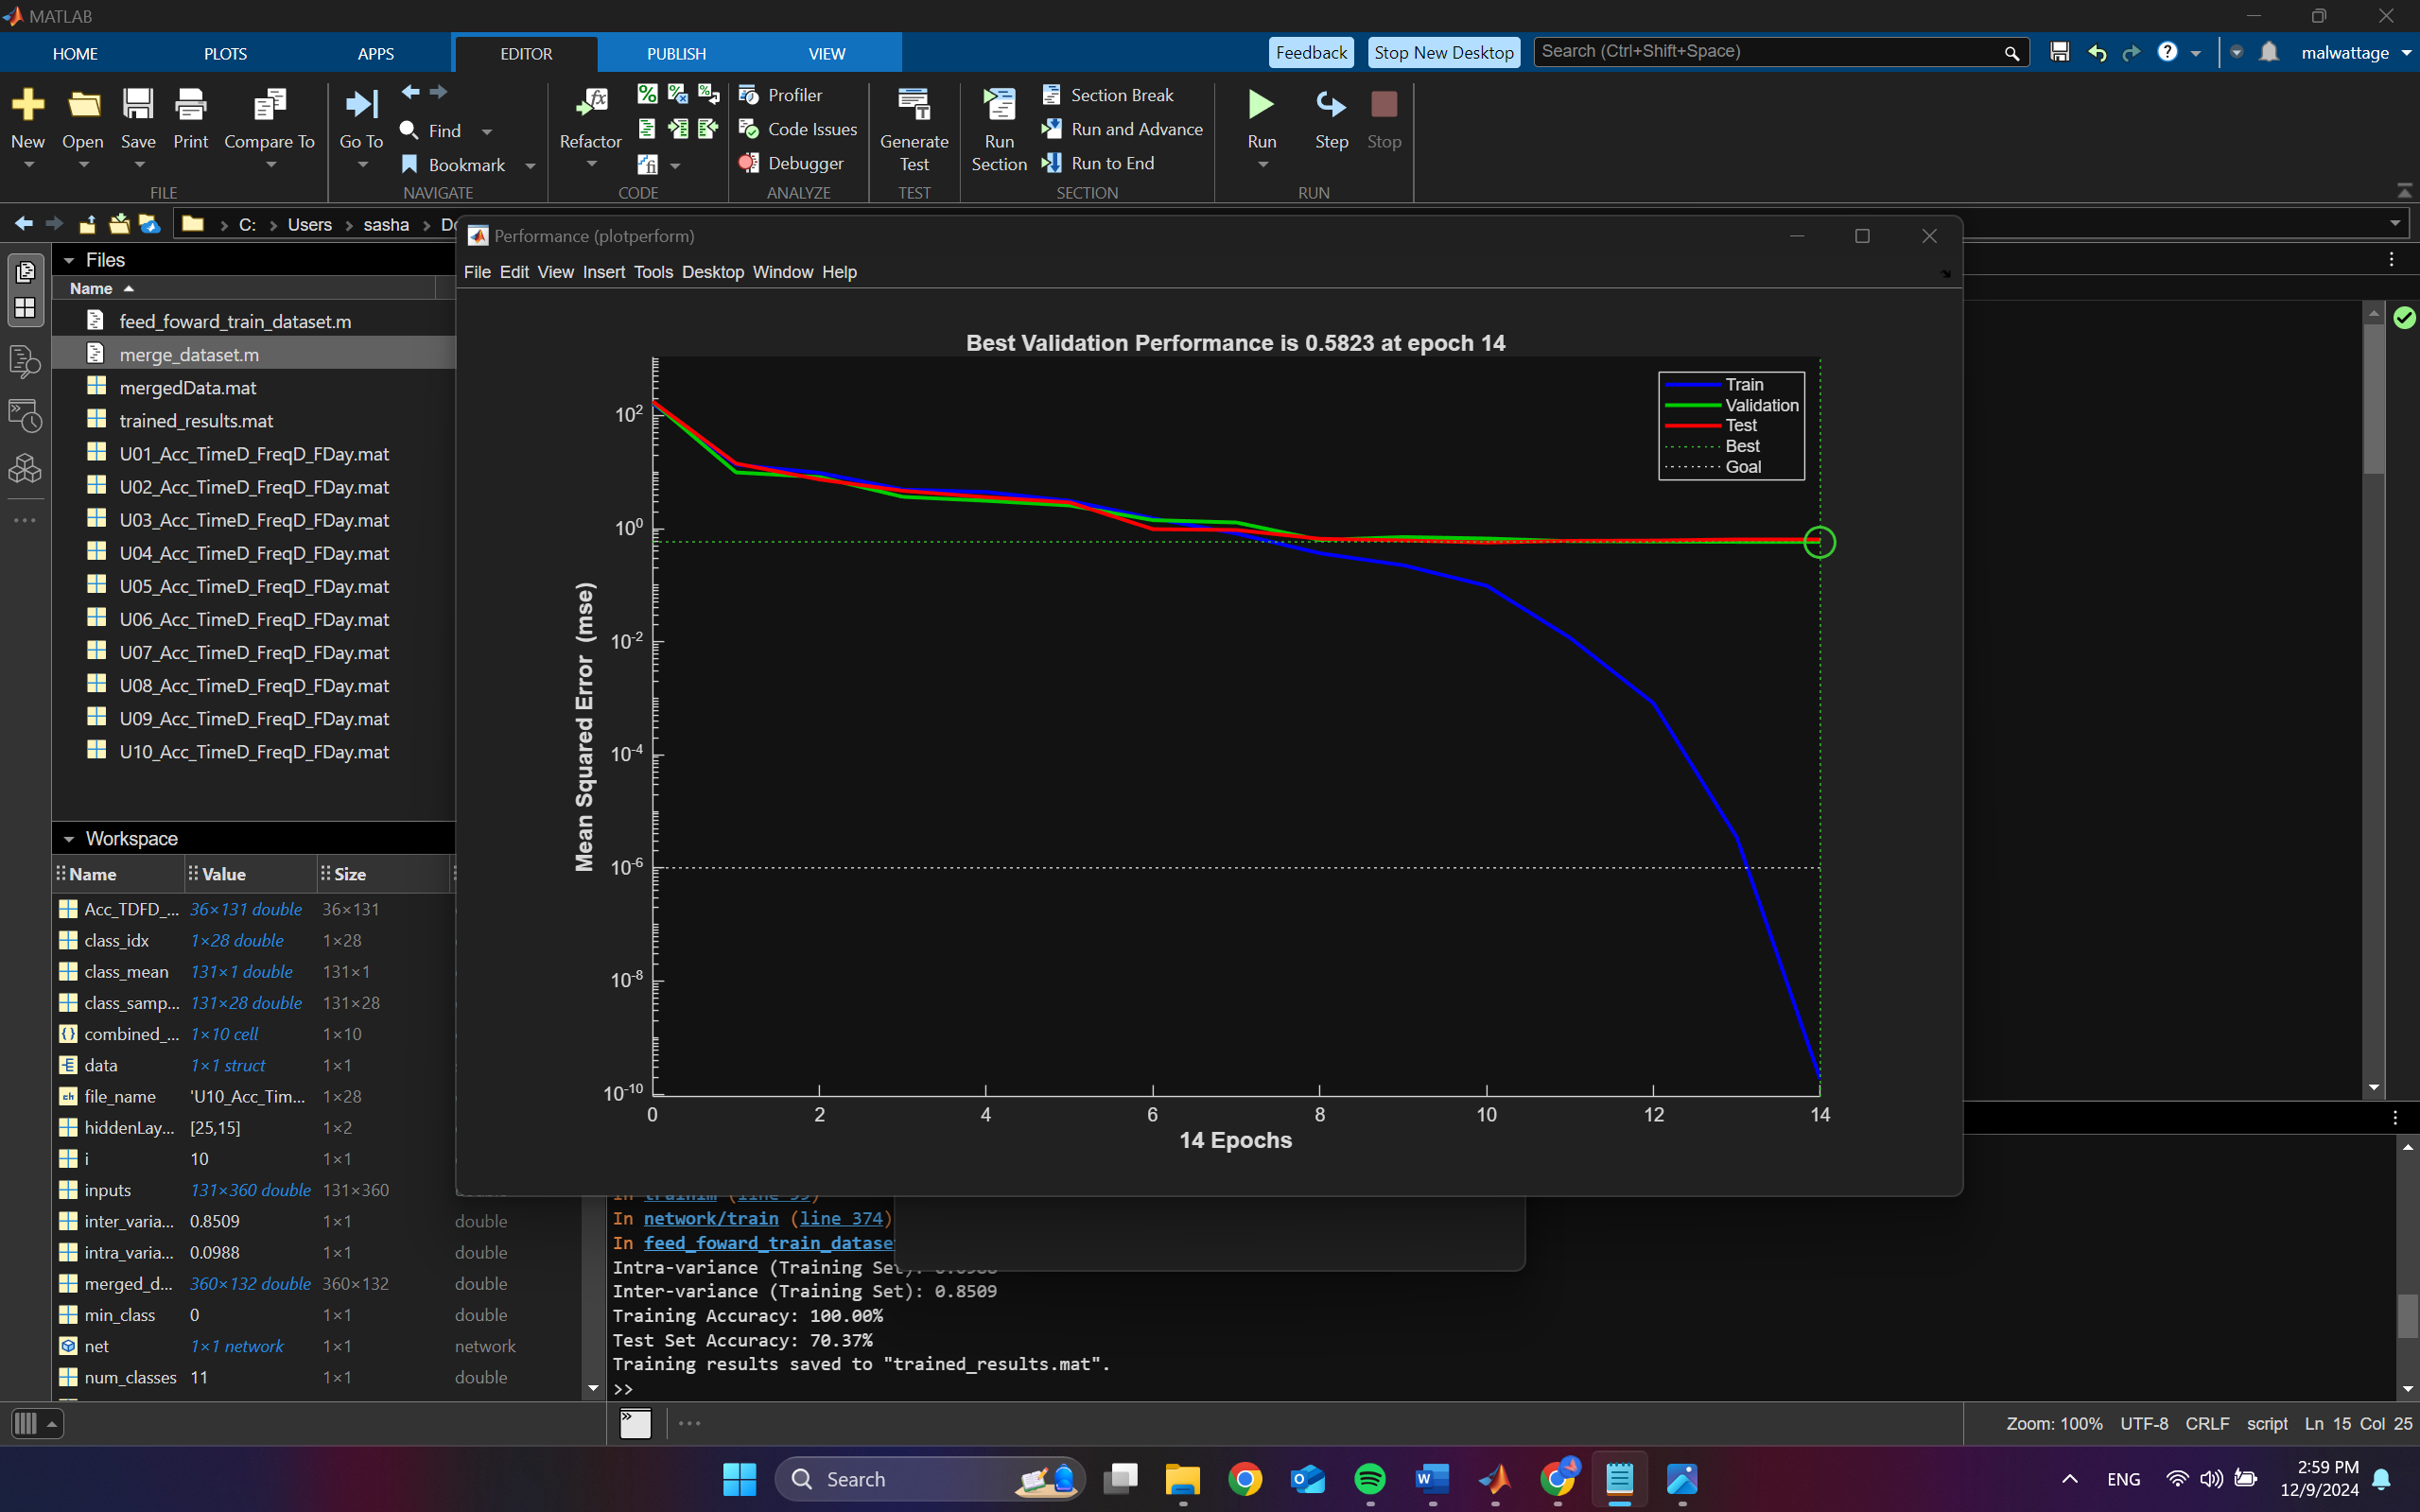 MATLAB
HOME PLOTS APPS EDITOR PUBLISH VIEW Feedback Stop New Desktop Search (Ctrl+Shift+Space) malwattage
New Open Save Print Compare To Go To Find Bookmark Refactor Profiler Code Issues Debugger Generate Test Run Section Section Break Run and Advance Run to End Run Step Stop
FILE NAVIGATE CODE ANALYZE TEST SECTION RUN
C: Users sasha
Performance (plotperform)
File Edit View Insert Tools Desktop Window Help
Files
Name
feed_foward_train_dataset.m
merge_dataset.m
mergedData.mat
trained_results.mat
U01_Acc_TimeD_FreqD_FDay.mat
U02_Acc_TimeD_FreqD_FDay.mat
U03_Acc_TimeD_FreqD_FDay.mat
U04_Acc_TimeD_FreqD_FDay.mat
U05_Acc_TimeD_FreqD_FDay.mat
U06_Acc_TimeD_FreqD_FDay.mat
U07_Acc_TimeD_FreqD_FDay.mat
U08_Acc_TimeD_FreqD_FDay.mat
U09_Acc_TimeD_FreqD_FDay.mat
U10_Acc_TimeD_FreqD_FDay.mat
Workspace
Name Value Size
Acc_TDFD_... 36×131 double 36×131
class_idx 1×28 double 1×28
class_mean 131×1 double 131×1
class_samp... 131×28 double 131×28
combined_... 1×10 cell 1×10
data 1×1 struct 1×1
file_name 'U10_Acc_Tim... 1×28
hiddenLay... [25,15] 1×2
i 10 1×1
inputs 131×360 double 131×360
inter_varia... 0.8509 1×1 double
intra_varia... 0.0988 1×1 double
merged_d... 360×132 double 360×132 double
min_class 0 1×1 double
net 1×1 network 1×1 network
num_classes 11 1×1 double
Best Validation Performance is 0.5823 at epoch 14
Train
Validation
Test
Best
Goal
Mean Squared Error (mse)
10²
10⁰
10⁻²
10⁻⁴
10⁻⁶
10⁻⁸
10⁻¹⁰
0 2 4 6 8 10 12 14
14 Epochs
In network/train (line 374)
In feed_foward_train_datase
Intra-variance (Training Set):
Inter-variance (Training Set): 0.8509
Training Accuracy: 100.00%
Test Set Accuracy: 70.37%
Training results saved to "trained_results.mat".
>>
Zoom: 100% UTF-8 CRLF script Ln 15 Col 25
Search ENG 2:59 PM
12/9/2024